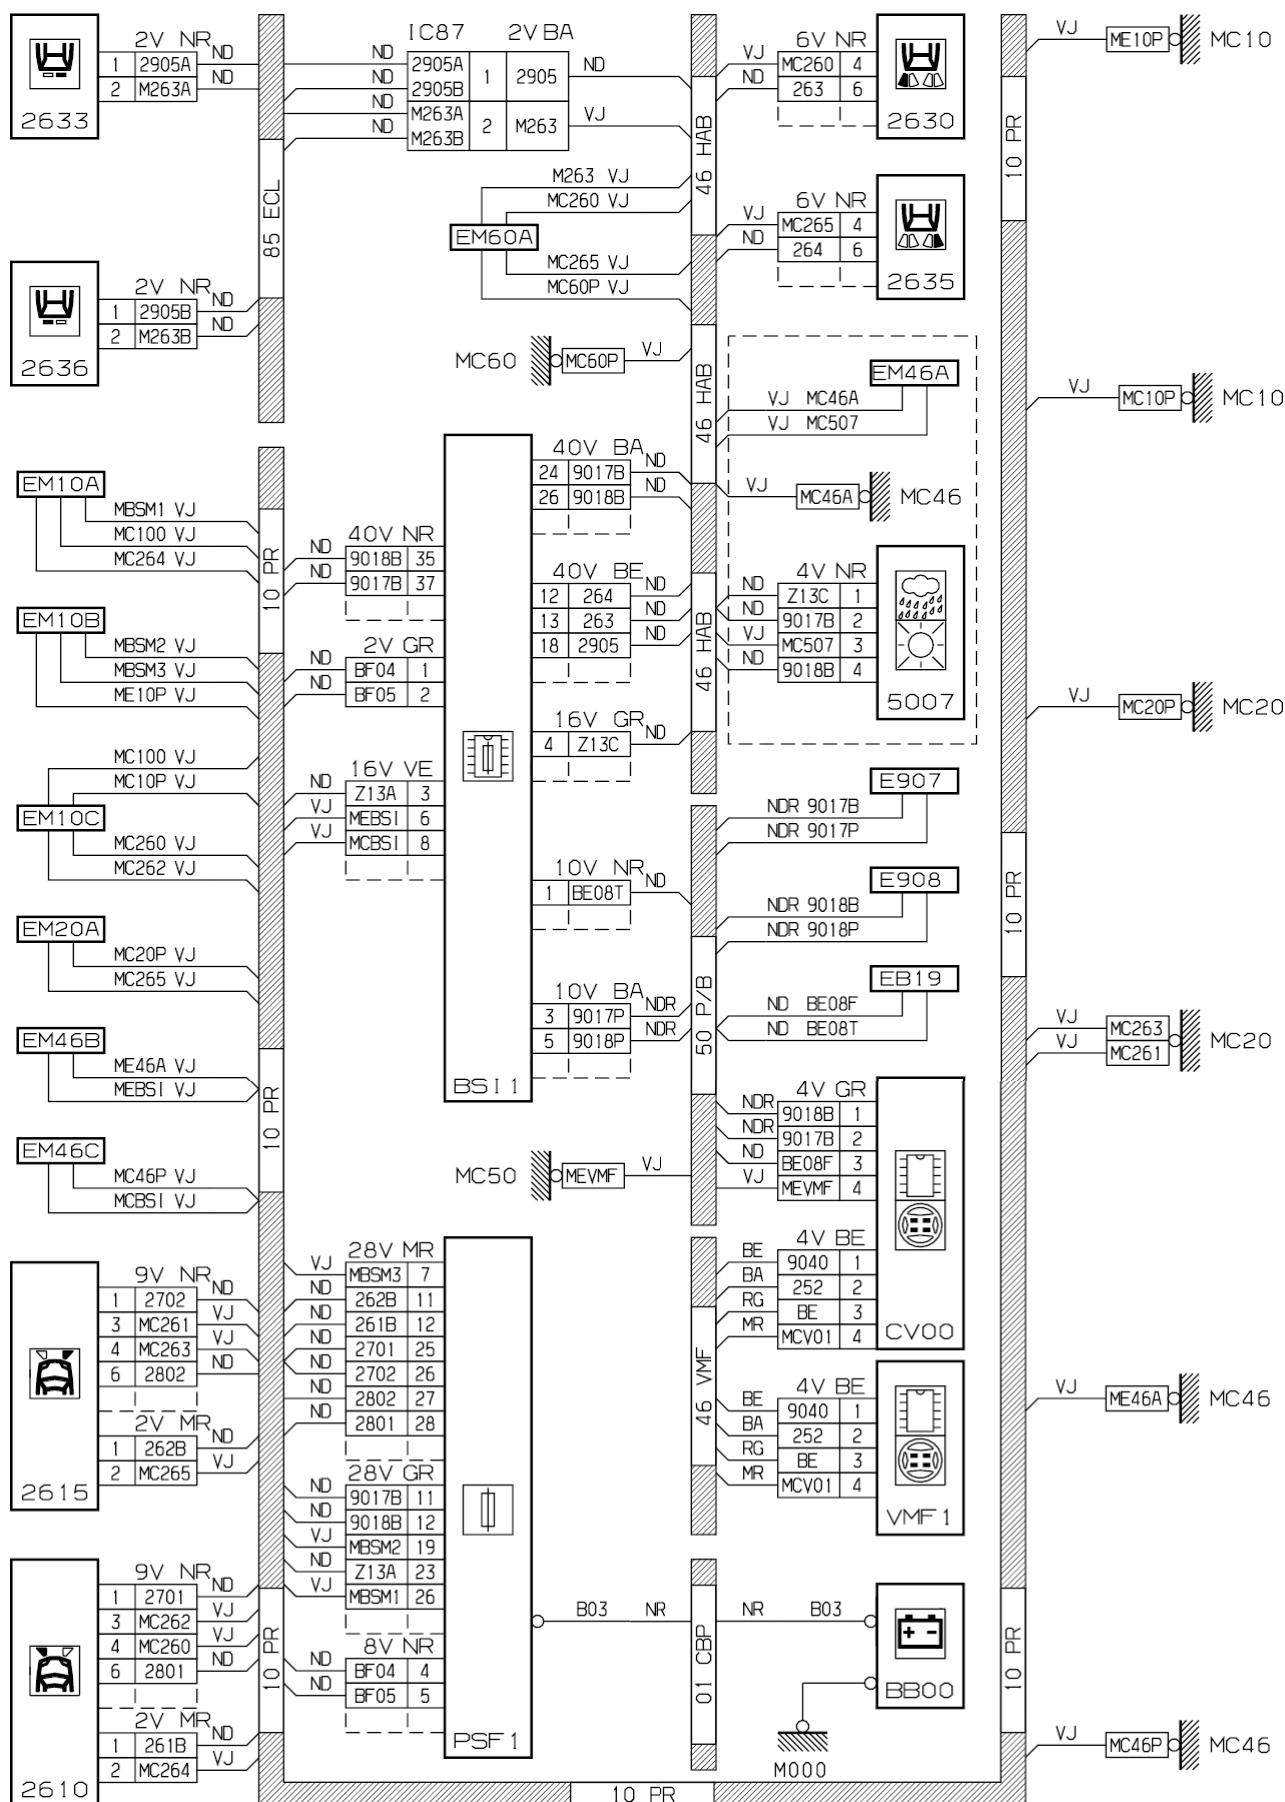 2633
2V NR
1 2905A ND
2 M263A ND
2636
2V NR
1 2905B ND
2 M263B ND
85 ECL
IC87 2V BA
ND 2905A 1 2905 ND
ND 2905B
ND M263A 2 M263 VJ
ND M263B
M263 VJ
MC260 VJ
EM60A
MC265 VJ
MC60P VJ
MC60 MC60P VJ
46 HAB
46 HAB
46 HAB
6V NR
VJ MC260 4
ND 263 6
2630
6V NR
VJ MC265 4
ND 264 6
2635
EM46A
VJ MC46A
VJ MC507
VJ MC46A MC46
4V NR
ND Z13C 1
ND 9017B 2
VJ MC507 3
ND 9018B 4
5007
EM10A
MBSM1 VJ
MC100 VJ
MC264 VJ
EM10B
MBSM2 VJ
MBSM3 VJ
ME10P VJ
MC100 VJ
MC10P VJ
EM10C
MC260 VJ
MC262 VJ
EM20A
MC20P VJ
MC265 VJ
EM46B
ME46A VJ
MEBSI VJ
EM46C
MC46P VJ
MCBSI VJ
10 PR
10 PR
10 PR
40V NR
ND 9018B 35
ND 9017B 37
2V GR
ND BF04 1
ND BF05 2
16V VE
ND Z13A 3
VJ MEBSI 6
VJ MCBSI 8
40V BA
24 9017B ND
26 9018B ND
40V BE
12 264 ND
13 263 ND
18 2905 ND
16V GR
4 Z13C ND
10V NR
1 BE08T ND
10V BA
3 9017P NDR
5 9018P NDR
BSI1
MC50 MEVMF VJ
50 P/B
E907
NDR 9017B
NDR 9017P
E908
NDR 9018B
NDR 9018P
EB19
ND BE08F
ND BE08T
4V GR
NDR 9018B 1
NDR 9017B 2
ND BE08F 3
VJ MEVMF 4
4V BE
BE 9040 1
BA 252 2
RG BE 3
MR MCV01 4
CV00
46 VMF
4V BE
BE 9040 1
BA 252 2
RG BE 3
MR MCV01 4
VMF1
9V NR
1 2702 ND
3 MC261 VJ
4 MC263 VJ
6 2802 ND
2V MR
1 262B ND
2 MC265 VJ
2615
9V NR
1 2701 ND
3 MC262 VJ
4 MC260 VJ
6 2801 ND
2V MR
1 261B ND
2 MC264 VJ
2610
28V MR
VJ MBSM3 7
ND 262B 11
ND 261B 12
ND 2701 25
ND 2702 26
ND 2802 27
ND 2801 28
28V GR
ND 9017B 11
ND 9018B 12
VJ MBSM2 19
ND Z13A 23
VJ MBSM1 26
8V NR
ND BF04 4
ND BF05 5
PSF1
B03 NR
01 CBP
NR B03
BB00
M000
10 PR
10 PR
10 PR
10 PR
VJ ME10P MC10
VJ MC10P MC10
VJ MC20P MC20
VJ MC263 MC20
VJ MC261
VJ ME46A MC46
VJ MC46P MC46